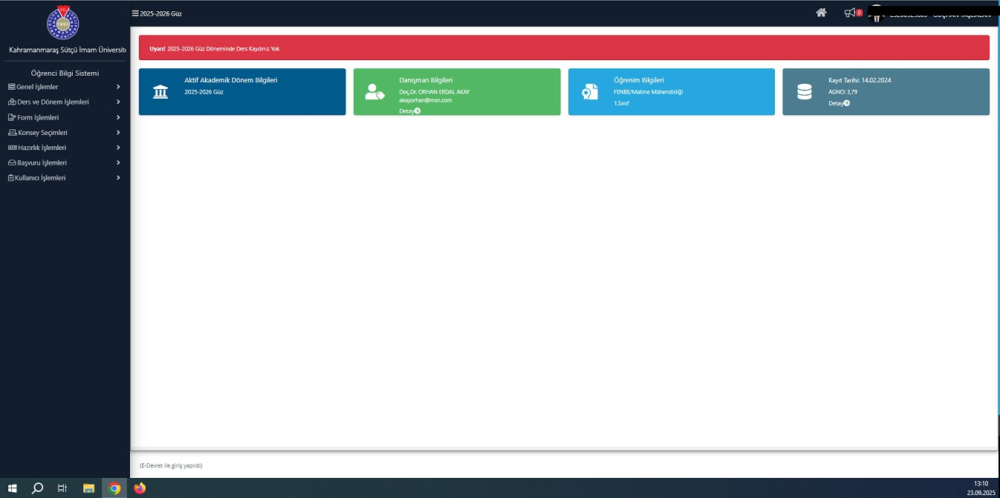 2025-2026 Güz
0
Kahramanmaraş Sütçü İmam Üniversite
Öğrenci Bilgi Sistemi
Genel İşlemler
Ders ve Dönem İşlemleri
Form İşlemleri
Konsey Seçimleri
Hazırlık İşlemleri
Başvuru İşlemleri
Kullanıcı İşlemleri
Uyarı! 2025-2026 Güz Döneminde Ders Kaydınız Yok
Aktif Akademik Dönem Bilgileri
2025-2026 Güz
Danışman Bilgileri
Doç.Dr. ORHAN ERDAL AKAY
akayorhan@msn.com
Detay
Öğrenim Bilgileri
FENBE/Makine Mühendisliği
1.Sınıf
Kayıt Tarihi: 14.02.2024
AGNO: 3,79
Detay
(E-Devlet ile giriş yapıldı)
13:10
23.09.2025